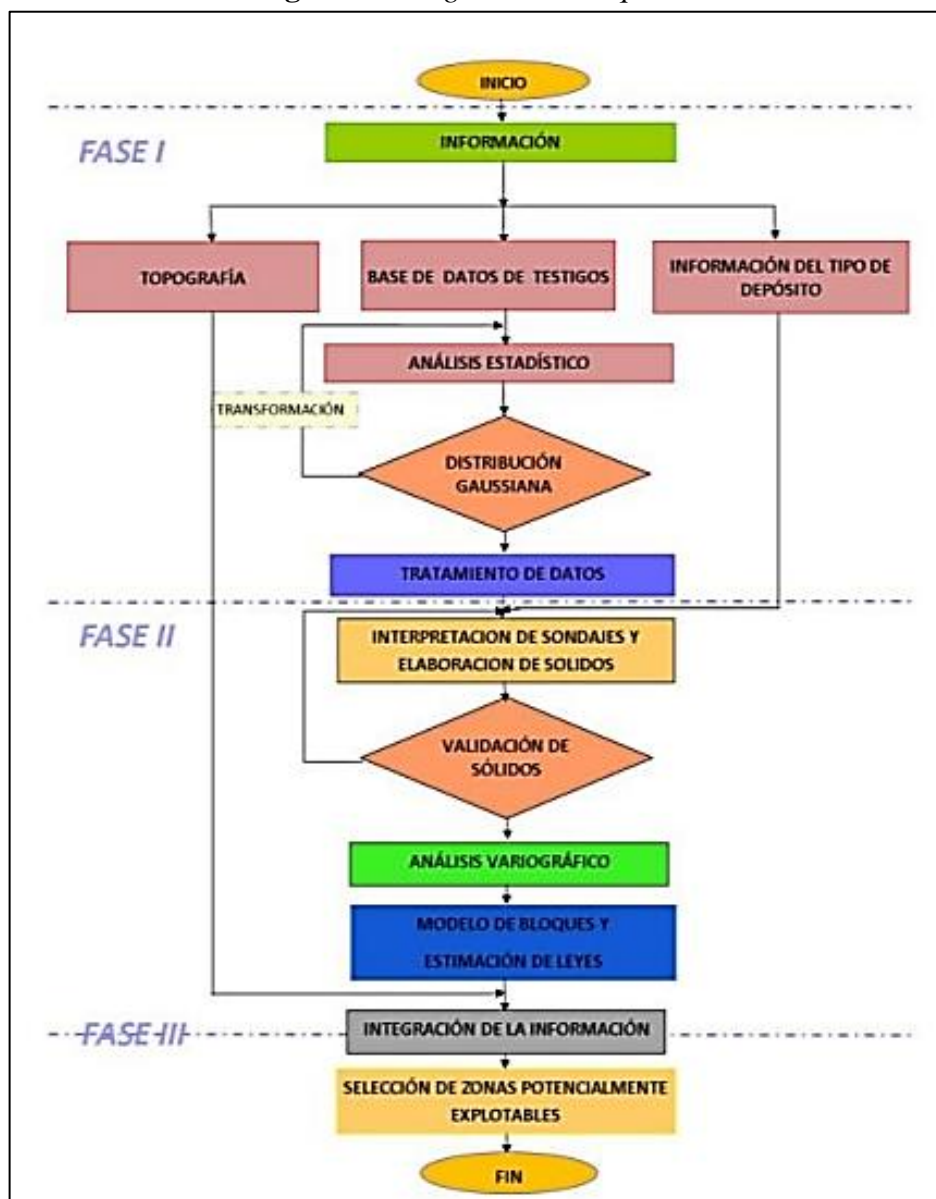 INICIO
FASE I
INFORMACIÓN
TOPOGRAFÍA
BASE DE DATOS DE TESTIGOS
INFORMACIÓN DEL TIPO DE
DEPÓSITO
ANÁLISIS ESTADÍSTICO
TRANSFORMACIÓN
DISTRIBUCIÓN
GAUSSIANA
TRATAMIENTO DE DATOS
FASE II
INTERPRETACION DE SONDAJES Y
ELABORACION DE SOLIDOS
VALIDACIÓN DE
SÓLIDOS
ANÁLISIS VARIOGRÁFICO
MODELO DE BLOQUES Y
ESTIMACIÓN DE LEYES
FASE III
INTEGRACIÓN DE LA INFORMACIÓN
SELECCIÓN DE ZONAS POTENCIALMENTE
EXPLOTABLES
FIN